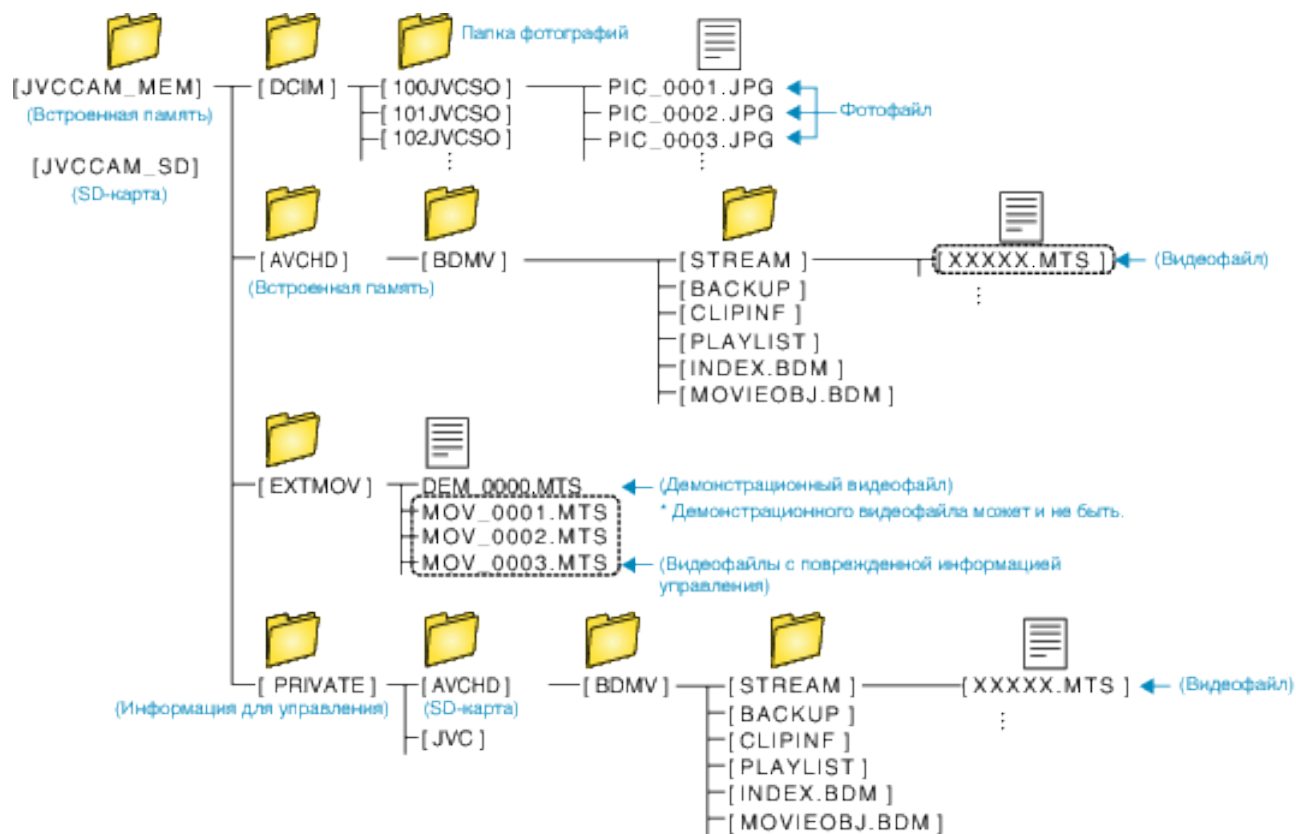 Папка фотографий
[JVCCAM_MEM]
[DCIM]
[100JVCSO]
PIC_0001.JPG
(Встроенная память)
[101JVCSO]
PIC_0002.JPG
Фотофайл
[102JVCSO]
PIC_0003.JPG
[JVCCAM_SD]
(SD-карта)
[AVCHD]
[BDMV]
[STREAM]
[XXXXX.MTS]
(Видеофайл)
(Встроенная память)
[BACKUP]
[CLIPINF]
[PLAYLIST]
[INDEX.BDM]
[MOVIEOBJ.BDM]
[EXTMOV]
DEM_0000.MTS
(Демонстрационный видеофайл)
MOV_0001.MTS
* Демонстрационного видеофайла может и не быть.
MOV_0002.MTS
MOV_0003.MTS
(Видеофайлы с поврежденной информацией
управления)
[PRIVATE]
[AVCHD]
[BDMV]
[STREAM]
[XXXXX.MTS]
(Видеофайл)
(Информация для управления)
(SD-карта)
[BACKUP]
[JVC]
[CLIPINF]
[PLAYLIST]
[INDEX.BDM]
[MOVIEOBJ.BDM]